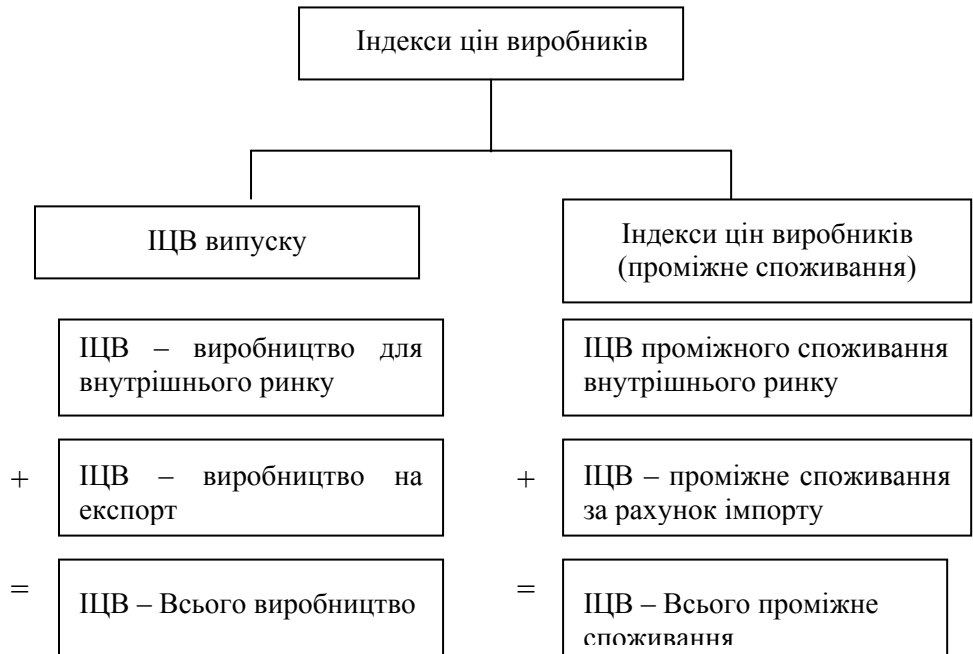 Індекси цін виробників
ІЦВ випуску
Індекси цін виробників
(проміжне споживання)
ІЦВ – виробництво для
внутрішнього ринку
ІЦВ проміжного споживання
внутрішнього ринку
+
ІЦВ – виробництво на
експорт
+
ІЦВ – проміжне споживання
за рахунок імпорту
=
ІЦВ – Всього виробництво
=
ІЦВ – Всього проміжне
споживання